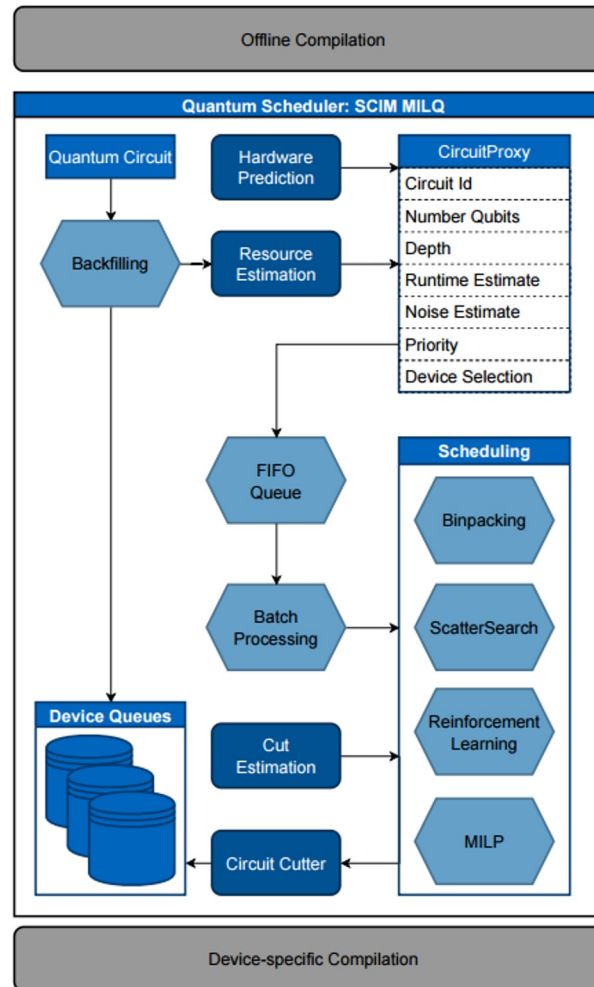 Offline Compilation
Quantum Scheduler: SCIM MILQ
Quantum Circuit
Hardware
Prediction
CircuitProxy
Circuit Id
Number Qubits
Depth
Runtime Estimate
Noise Estimate
Priority
Device Selection
Backfilling
Resource
Estimation
FIFO
Queue
Scheduling
Binpacking
Batch
Processing
ScatterSearch
Device Queues
Cut
Estimation
Reinforcement
Learning
Circuit Cutter
MILP
Device-specific Compilation